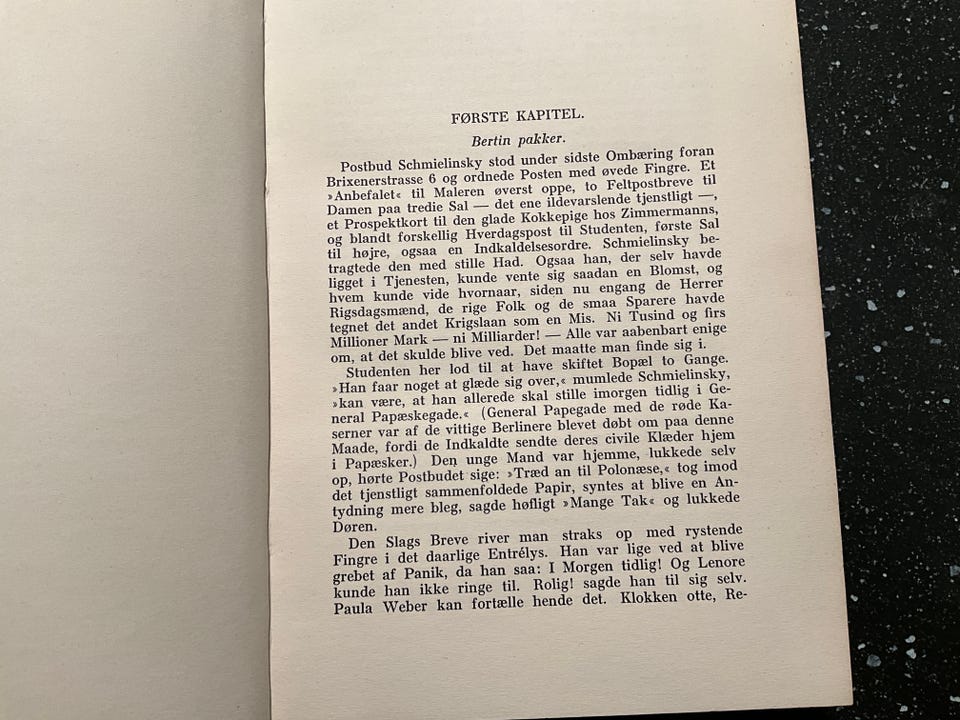 FØRSTE KAPITEL.
Bertin pakker.
Postbud Schmielinsky stod under sidste Ombæring foran
Brixenerstrasse 6 og ordnede Posten med øvede Fingre. Et
»Anbefalet« til Maleren øverst oppe, to Feltpostbreve til
Damen paa tredie Sal — det ene ildevarslende tjenstligt —,
et Prospektkort til den glade Kokkepige hos Zimmermanns,
og blandt forskellig Hverdagspost til Studenten, første Sal
til højre, ogsaa en Indkaldelsesordre. Schmielinsky be-
tragtede den med stille Had. Ogsaa han, der selv havde
ligget i Tjenesten, kunde vente sig saadan en Blomst, og
hvem kunde vide hvornaar, siden nu engang de Herrer
Rigsdagsmænd, de rige Folk og de smaa Sparere havde
tegnet det andet Krigslaan som en Mis. Ni Tusind og firs
Millioner Mark — ni Milliarder! — Alle var aabenbart enige
om, at det skulde blive ved. Det maatte man finde sig i.
Studenten her lod til at have skiftet Bopæl to Gange.
»Han faar noget at glæde sig over,« mumlede Schmielinsky,
»kan være, at han allerede skal stille imorgen tidlig i Ge-
neral Papæskegade.« (General Papegade med de røde Ka-
serner var af de vittige Berlinere blevet døbt om paa denne
Maade, fordi de Indkaldte sendte deres civile Klæder hjem
i Papæsker.) Den unge Mand var hjemme, lukkede selv
op, hørte Postbudet sige: »Træd an til Polonæse,« tog imod
det tjenstligt sammenfoldede Papir, syntes at blive en An-
tydning mere bleg, sagde høfligt »Mange Tak« og lukkede
Døren.
Den Slags Breve river man straks op med rystende
Fingre i det daarlige Entrélys. Han var lige ved at blive
grebet af Panik, da han saa: I Morgen tidlig! Og Lenore
kunde han ikke ringe til. Rolig! sagde han til sig selv.
Paula Weber kan fortælle hende det. Klokken otte, Re-